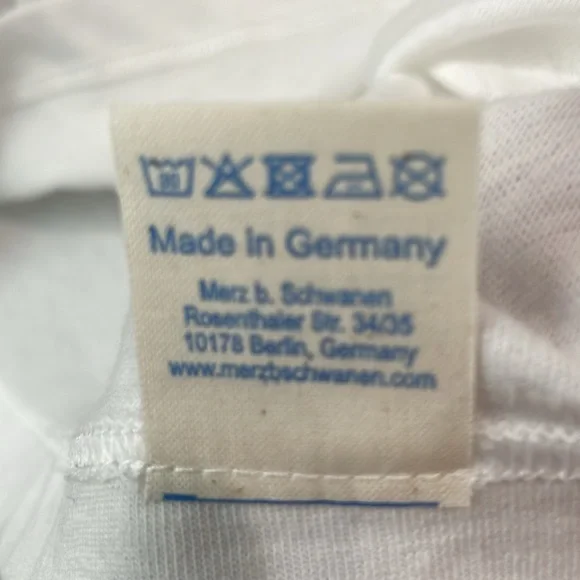 Made in Germany
Merz b. Schwanen
Rosenthaler Str. 34/35
10178 Berlin, Germany
www.merzbschwanen.com